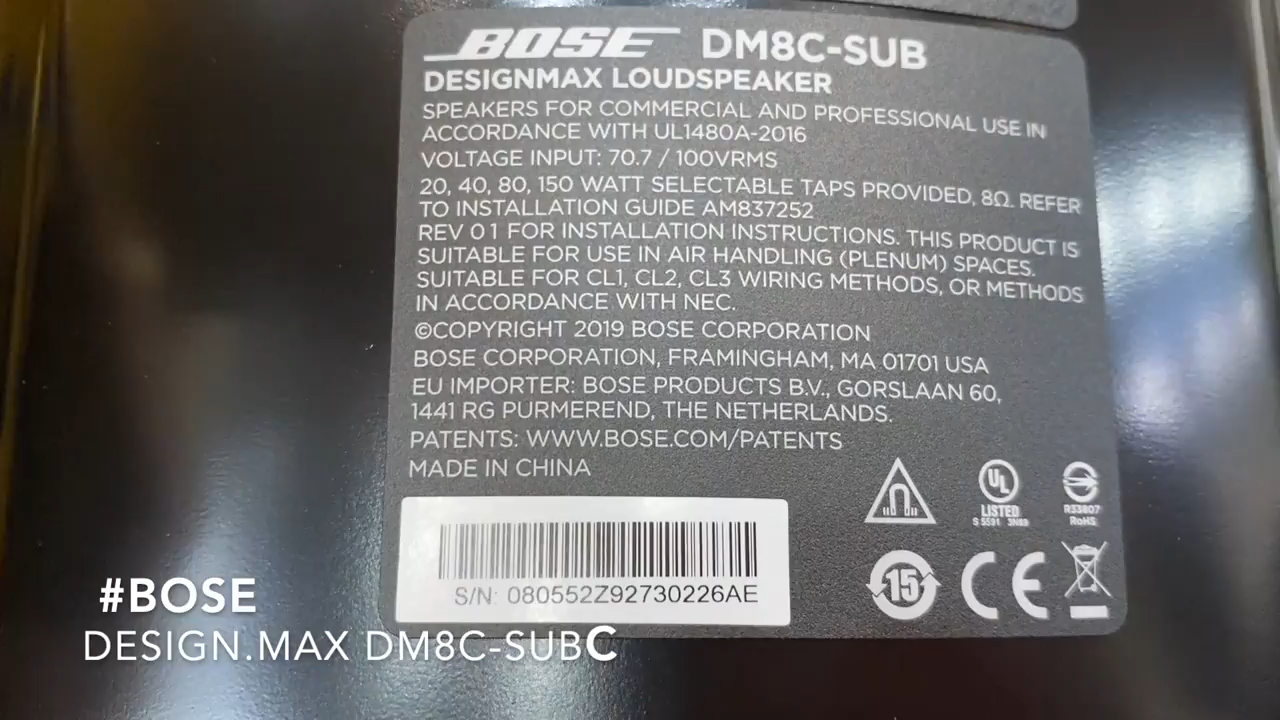 BOSE DM8C-SUB
DESIGNMAX LOUDSPEAKER
SPEAKERS FOR COMMERCIAL AND PROFESSIONAL USE IN
ACCORDANCE WITH UL1480A-2016
VOLTAGE INPUT: 70.7 / 100VRMS
20, 40, 80, 150 WATT SELECTABLE TAPS PROVIDED, 8Ω. REFER
TO INSTALLATION GUIDE AM837252
REV 0 1 FOR INSTALLATION INSTRUCTIONS. THIS PRODUCT IS
SUITABLE FOR USE IN AIR HANDLING (PLENUM) SPACES.
SUITABLE FOR CL1, CL2, CL3 WIRING METHODS, OR METHODS
IN ACCORDANCE WITH NEC.
©COPYRIGHT 2019 BOSE CORPORATION
BOSE CORPORATION, FRAMINGHAM, MA 01701 USA
EU IMPORTER: BOSE PRODUCTS B.V., GORSLAAN 60,
1441 RG PURMEREND, THE NETHERLANDS.
PATENTS: WWW.BOSE.COM/PATENTS
MADE IN CHINA
UL
LISTED
S 5591 3N89
R33807
RoHS
15
CE
S/N: 080552Z92730226AE
#BOSE
DESIGN.MAX DM8C-SUBC